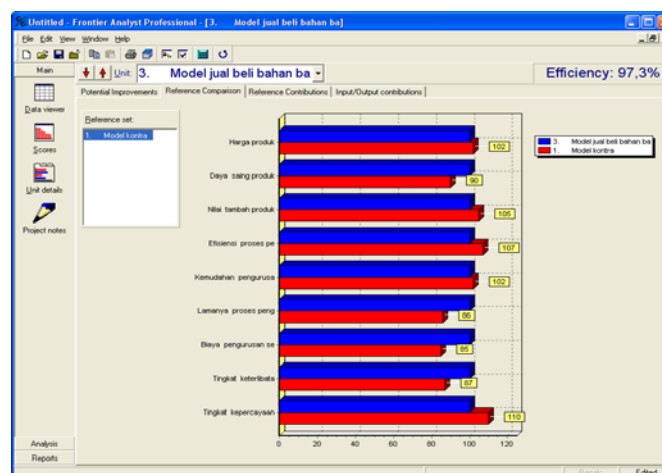 Untitled - Frontier Analyst Professional - [3. Model jual beli bahan ba]
File Edit View Window Help
Main
Unit: 3. Model jual beli bahan ba
Efficiency: 97,3%
Potential Improvements Reference Comparison Reference Contributions Input/Output contributions
Data viewer
Scores
Unit details
Project notes
Reference set:
1. Model kontra
Harga produk 102
Daya saing produk 90
Nilai tambah produk 105
Efisiensi proses pe 107
Kemudahan pengurusa 102
Lamanya proses peng 86
Biaya pengurusan se 85
Tingkat keterlibata 87
Tingkat kepercayaan 110
0 20 40 60 80 100 120
3. Model jual beli bahan ba
1. Model kontra
Analysis
Reports
Results Edited